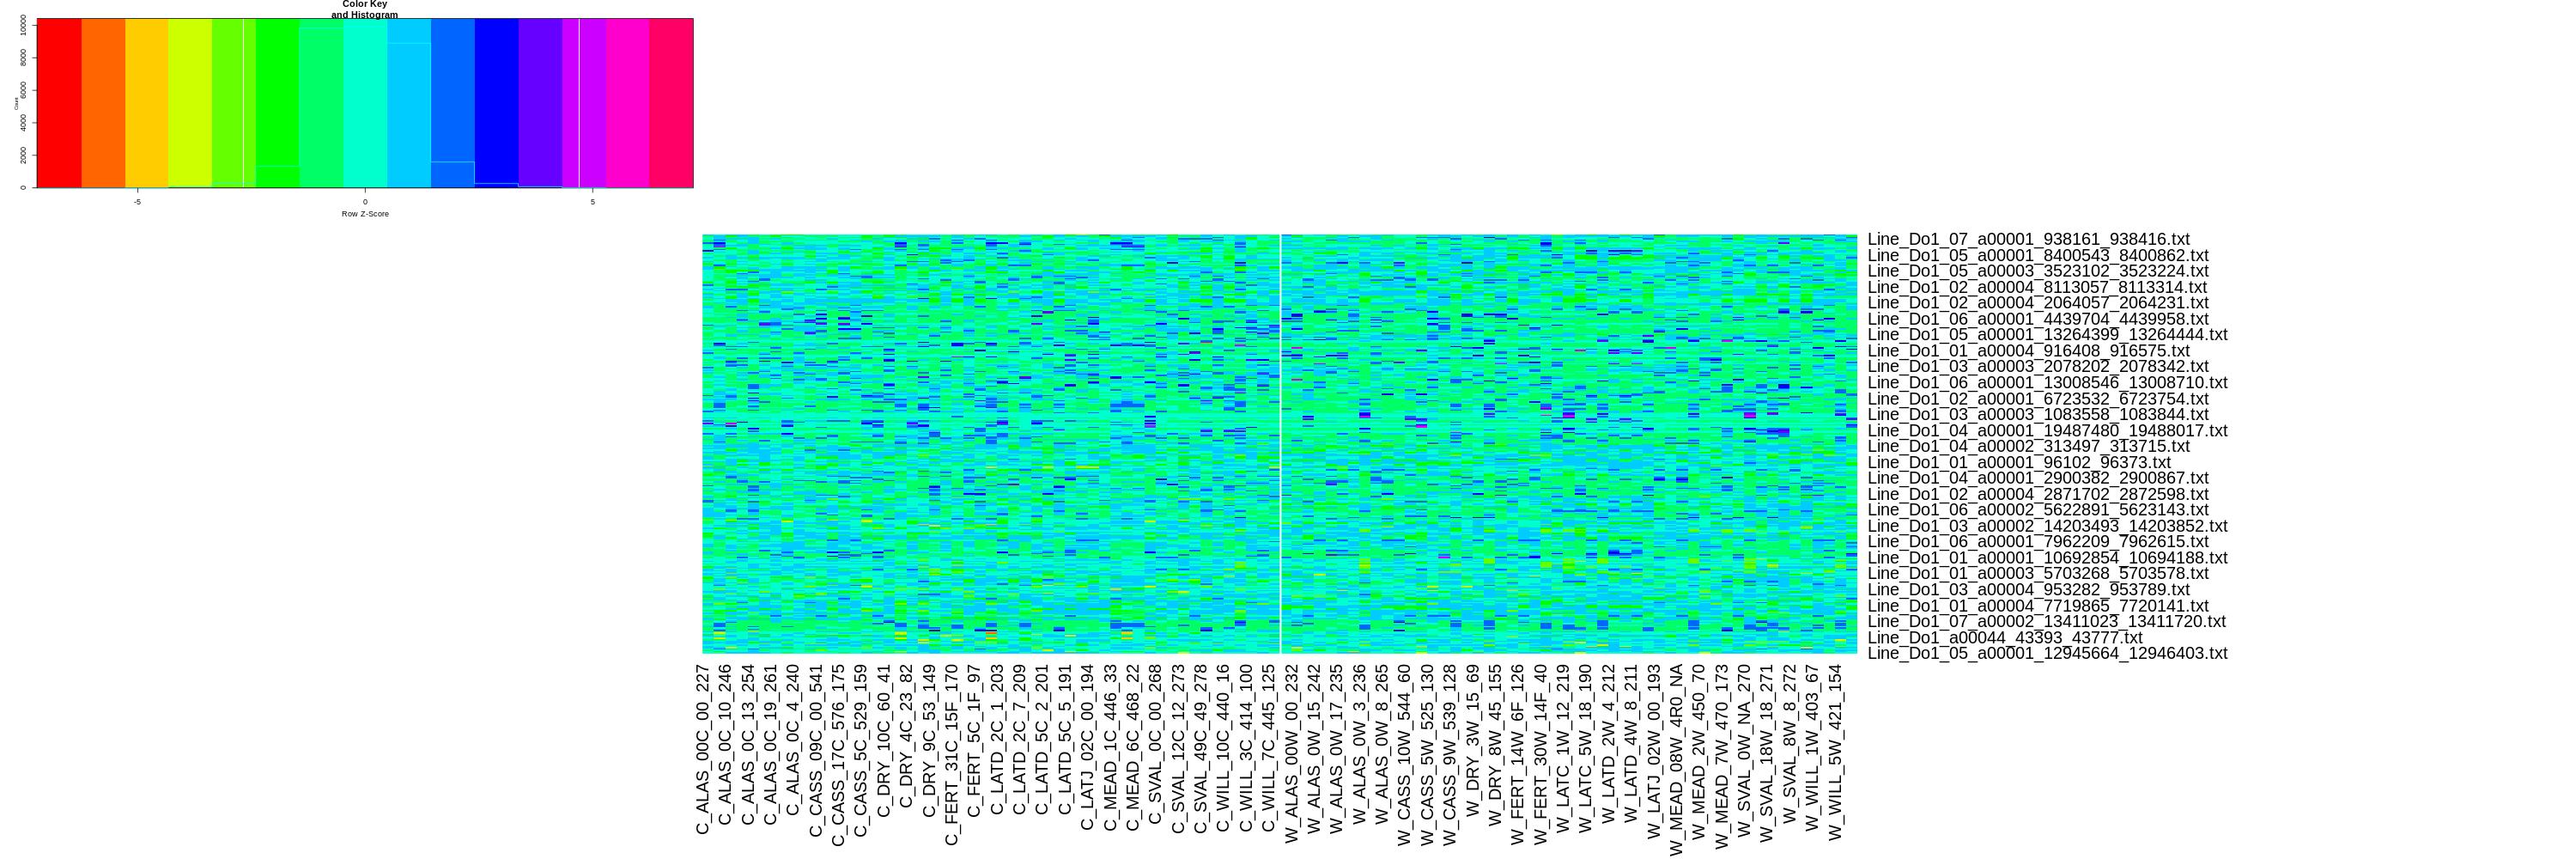 Color Key
and Histogram
Count
0
2000
4000
6000
8000
10000
-5
0
5
Row Z-Score
Line_Do1_07_a00001_938161_938416.txt
Line_Do1_05_a00001_8400543_8400862.txt
Line_Do1_05_a00003_3523102_3523224.txt
Line_Do1_02_a00004_8113057_8113314.txt
Line_Do1_02_a00004_2064057_2064231.txt
Line_Do1_06_a00001_4439704_4439958.txt
Line_Do1_05_a00001_13264399_13264444.txt
Line_Do1_01_a00004_916408_916575.txt
Line_Do1_03_a00003_2078202_2078342.txt
Line_Do1_06_a00001_13008546_13008710.txt
Line_Do1_02_a00001_6723532_6723754.txt
Line_Do1_03_a00003_1083558_1083844.txt
Line_Do1_04_a00001_19487480_19488017.txt
Line_Do1_04_a00002_313497_313715.txt
Line_Do1_01_a00001_96102_96373.txt
Line_Do1_04_a00001_2900382_2900867.txt
Line_Do1_02_a00004_2871702_2872598.txt
Line_Do1_06_a00002_5622891_5623143.txt
Line_Do1_03_a00002_14203493_14203852.txt
Line_Do1_06_a00001_7962209_7962615.txt
Line_Do1_01_a00001_10692854_10694188.txt
Line_Do1_01_a00003_5703268_5703578.txt
Line_Do1_03_a00004_953282_953789.txt
Line_Do1_01_a00004_7719865_7720141.txt
Line_Do1_07_a00002_13411023_13411720.txt
Line_Do1_a00044_43393_43777.txt
Line_Do1_05_a00001_12945664_12946403.txt
C_ALAS_00C_00_227
C_ALAS_0C_10_246
C_ALAS_0C_13_254
C_ALAS_0C_19_261
C_ALAS_0C_4_240
C_CASS_09C_00_541
C_CASS_17C_576_175
C_CASS_5C_529_159
C_DRY_10C_60_41
C_DRY_4C_23_82
C_DRY_9C_53_149
C_FERT_31C_15F_170
C_FERT_5C_1F_97
C_LATD_2C_1_203
C_LATD_2C_7_209
C_LATD_5C_2_201
C_LATD_5C_5_191
C_LATJ_02C_00_194
C_MEAD_1C_446_33
C_MEAD_6C_468_22
C_SVAL_0C_00_268
C_SVAL_12C_12_273
C_SVAL_49C_49_278
C_WILL_10C_440_16
C_WILL_3C_414_100
C_WILL_7C_445_125
W_ALAS_00W_00_232
W_ALAS_0W_15_242
W_ALAS_0W_17_235
W_ALAS_0W_3_236
W_ALAS_0W_8_265
W_CASS_10W_544_60
W_CASS_5W_525_130
W_CASS_9W_539_128
W_DRY_3W_15_69
W_DRY_8W_45_155
W_FERT_14W_6F_126
W_FERT_30W_14F_40
W_LATC_1W_12_219
W_LATC_5W_18_190
W_LATD_2W_4_212
W_LATD_4W_8_211
W_LATJ_02W_00_193
W_MEAD_08W_4R0_NA
W_MEAD_2W_450_70
W_MEAD_7W_470_173
W_SVAL_0W_NA_270
W_SVAL_18W_18_271
W_SVAL_8W_8_272
W_WILL_1W_403_67
W_WILL_5W_421_154